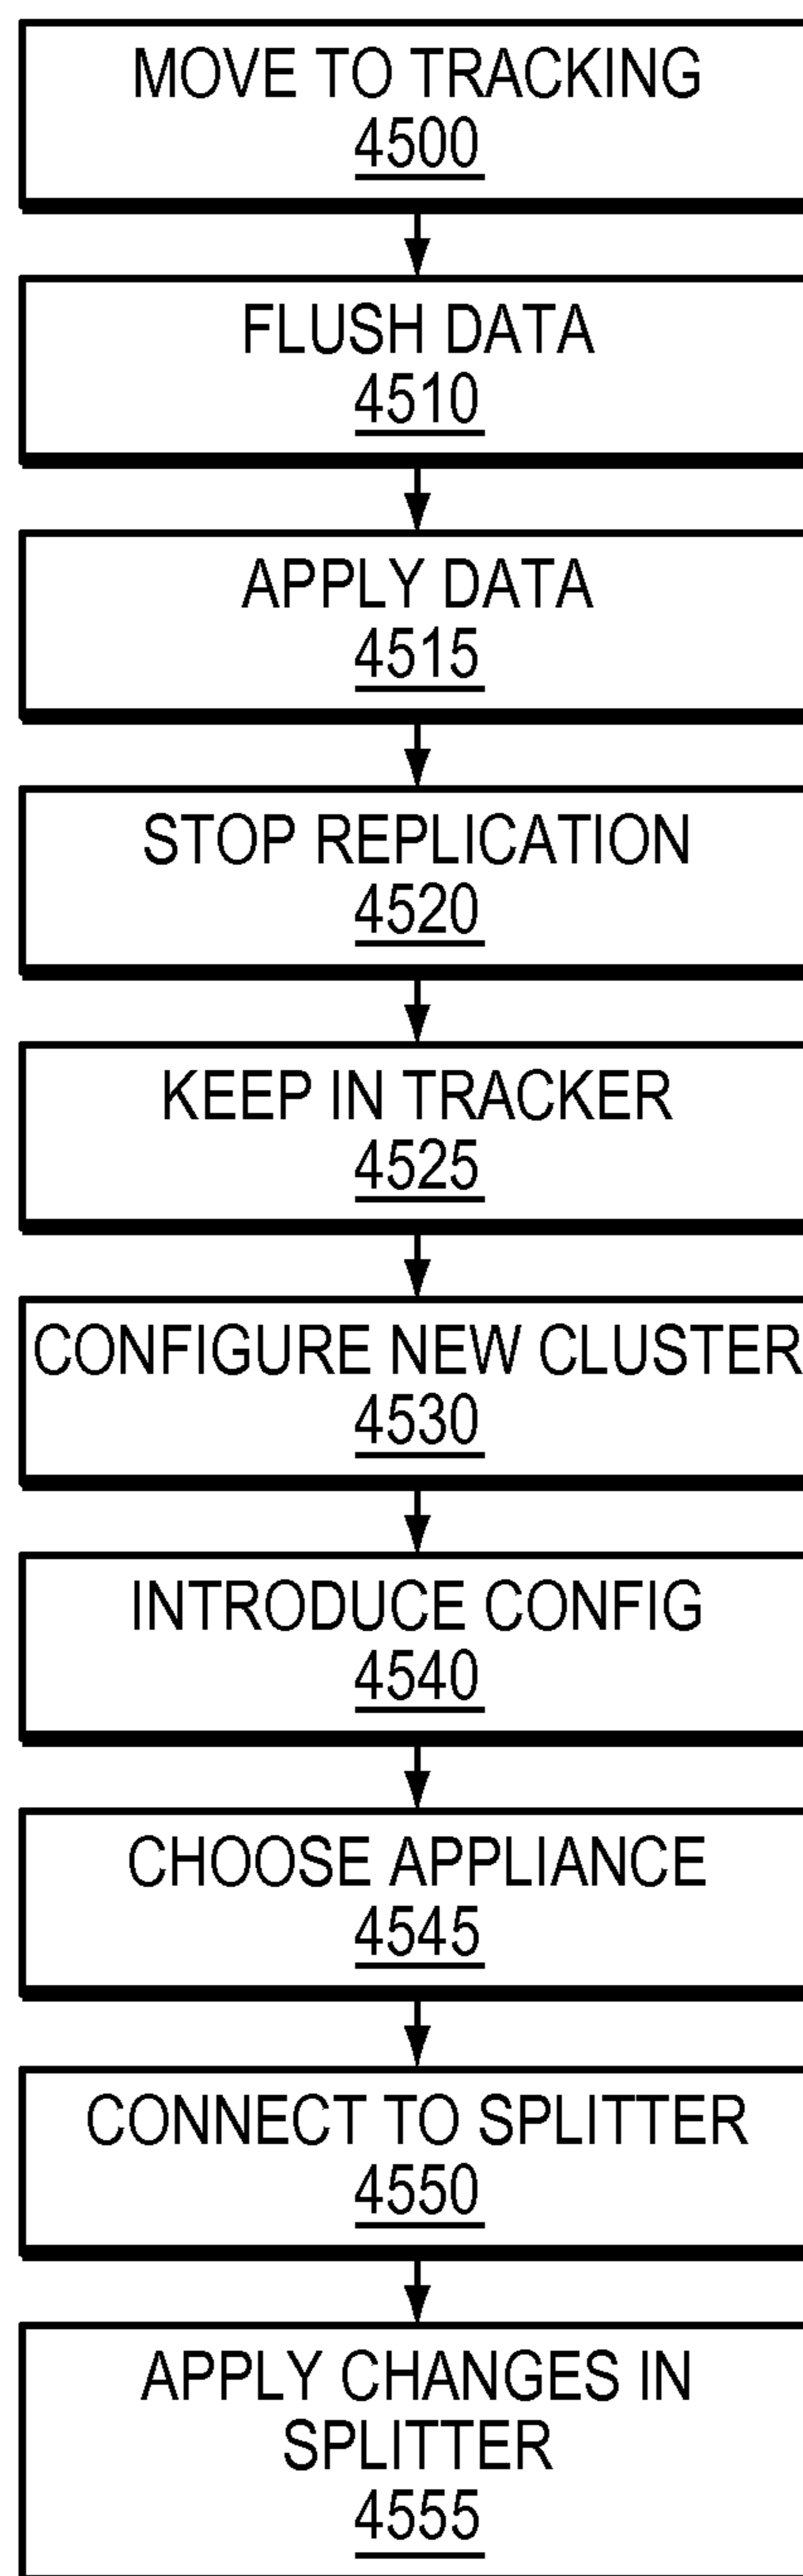 MOVE TO TRACKING
4500
FLUSH DATA
4510
APPLY DATA
4515
STOP REPLICATION
4520
KEEP IN TRACKER
4525
CONFIGURE NEW CLUSTER
4530
INTRODUCE CONFIG
4540
CHOOSE APPLIANCE
4545
CONNECT TO SPLITTER
4550
APPLY CHANGES IN
SPLITTER
4555